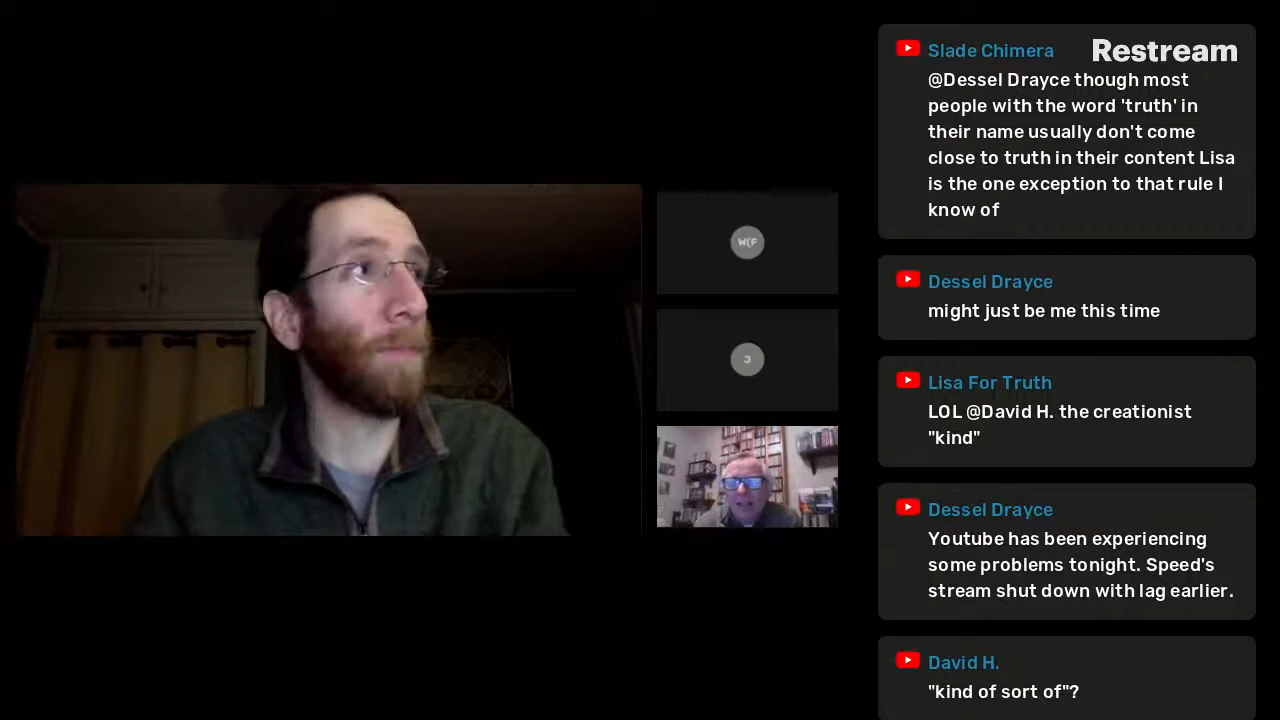 Slade Chimera
Restream
@Dessel Drayce though most
people with the word 'truth' in
their name usually don't come
close to truth in their content Lisa
is the one exception to that rule I
know of
W(F
Dessel Drayce
might just be me this time
J
Lisa For Truth
LOL @David H. the creationist
"kind"
Dessel Drayce
Youtube has been experiencing
some problems tonight. Speed's
stream shut down with lag earlier.
David H.
"kind of sort of"?